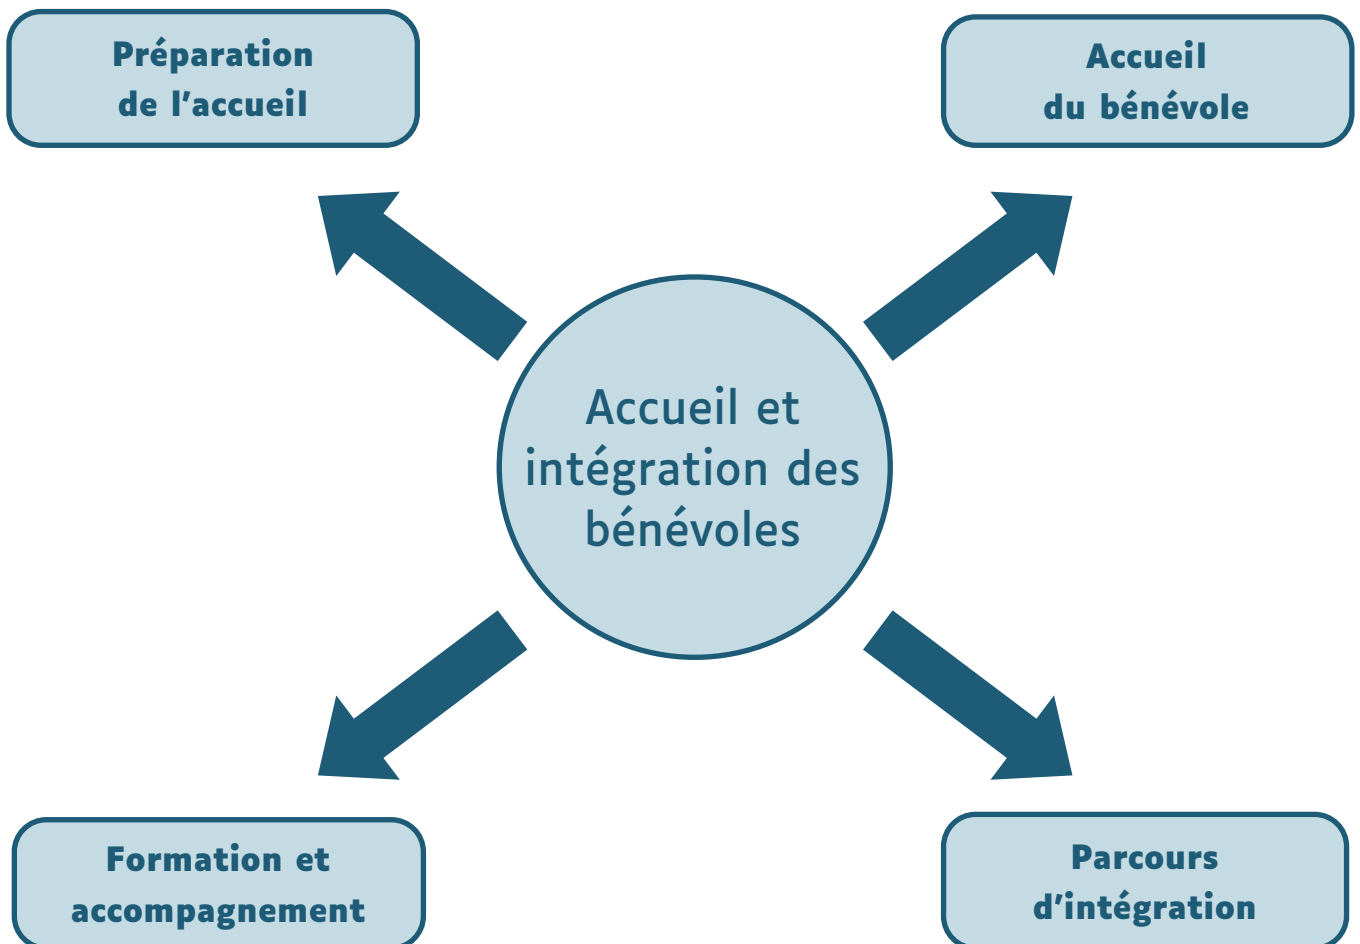 Préparation
de l'accueil
Accueil
du bénévole
Accueil et
intégration des
bénévoles
Formation et
accompagnement
Parcours
d'intégration